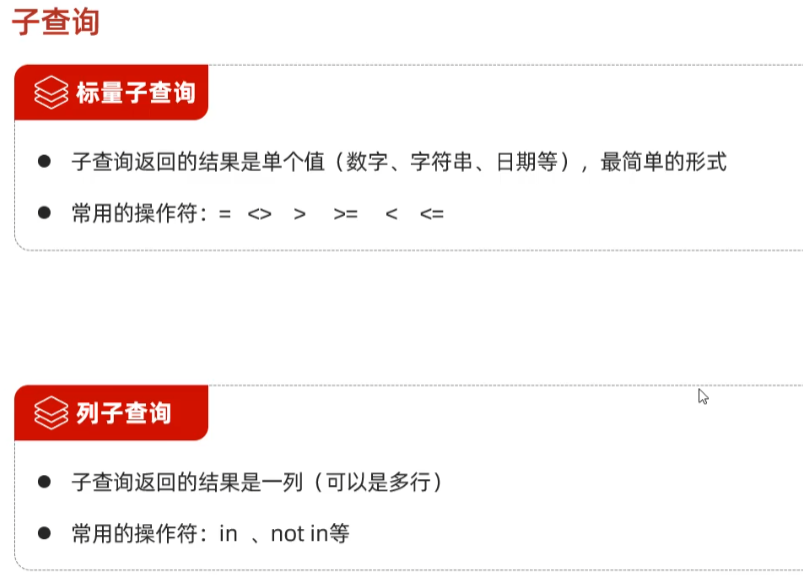 子查询
标量子查询
子查询返回的结果是单个值（数字、字符串、日期等），最简单的形式
常用的操作符：= <> > >= < <=
列子查询
子查询返回的结果是一列（可以是多行）
常用的操作符：in 、not in等